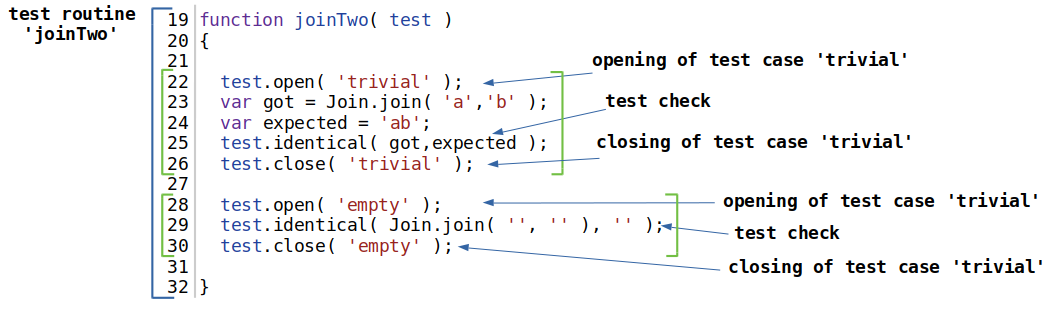 test routine
'joinTwo'
19 function joinTwo( test )
20 {
21
opening of test case 'trivial'
22 test.open( 'trivial' );
23 var got = Join.join( 'a','b' );
test check
24 var expected = 'ab';
25 test.identical( got,expected );
closing of test case 'trivial'
26 test.close( 'trivial' );
27
28 test.open( 'empty' );
opening of test case 'trivial'
29 test.identical( Join.join( '', '' ), '' );
test check
30 test.close( 'empty' );
closing of test case 'trivial'
31
32 }